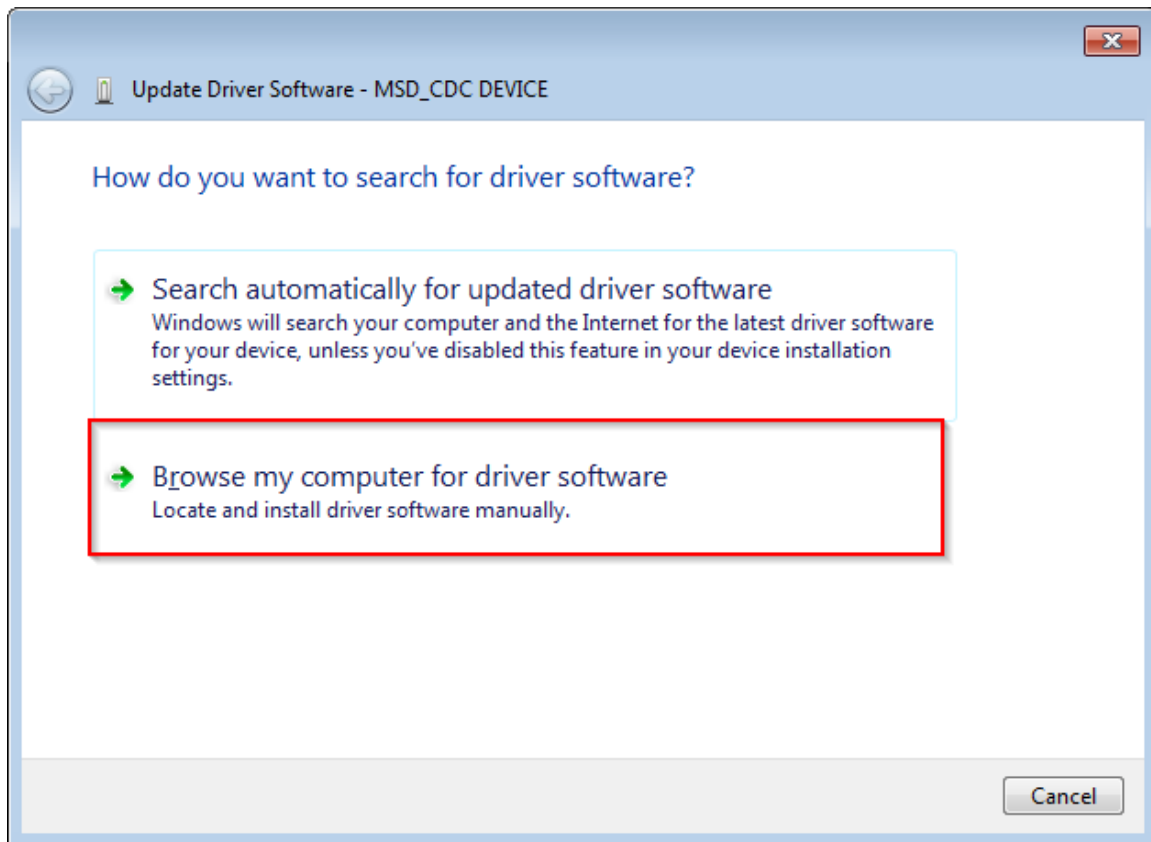 Update Driver Software - MSD_CDC DEVICE
How do you want to search for driver software?
Search automatically for updated driver software
Windows will search your computer and the Internet for the latest driver software
for your device, unless you've disabled this feature in your device installation
settings.
Browse my computer for driver software
Locate and install driver software manually.
Cancel